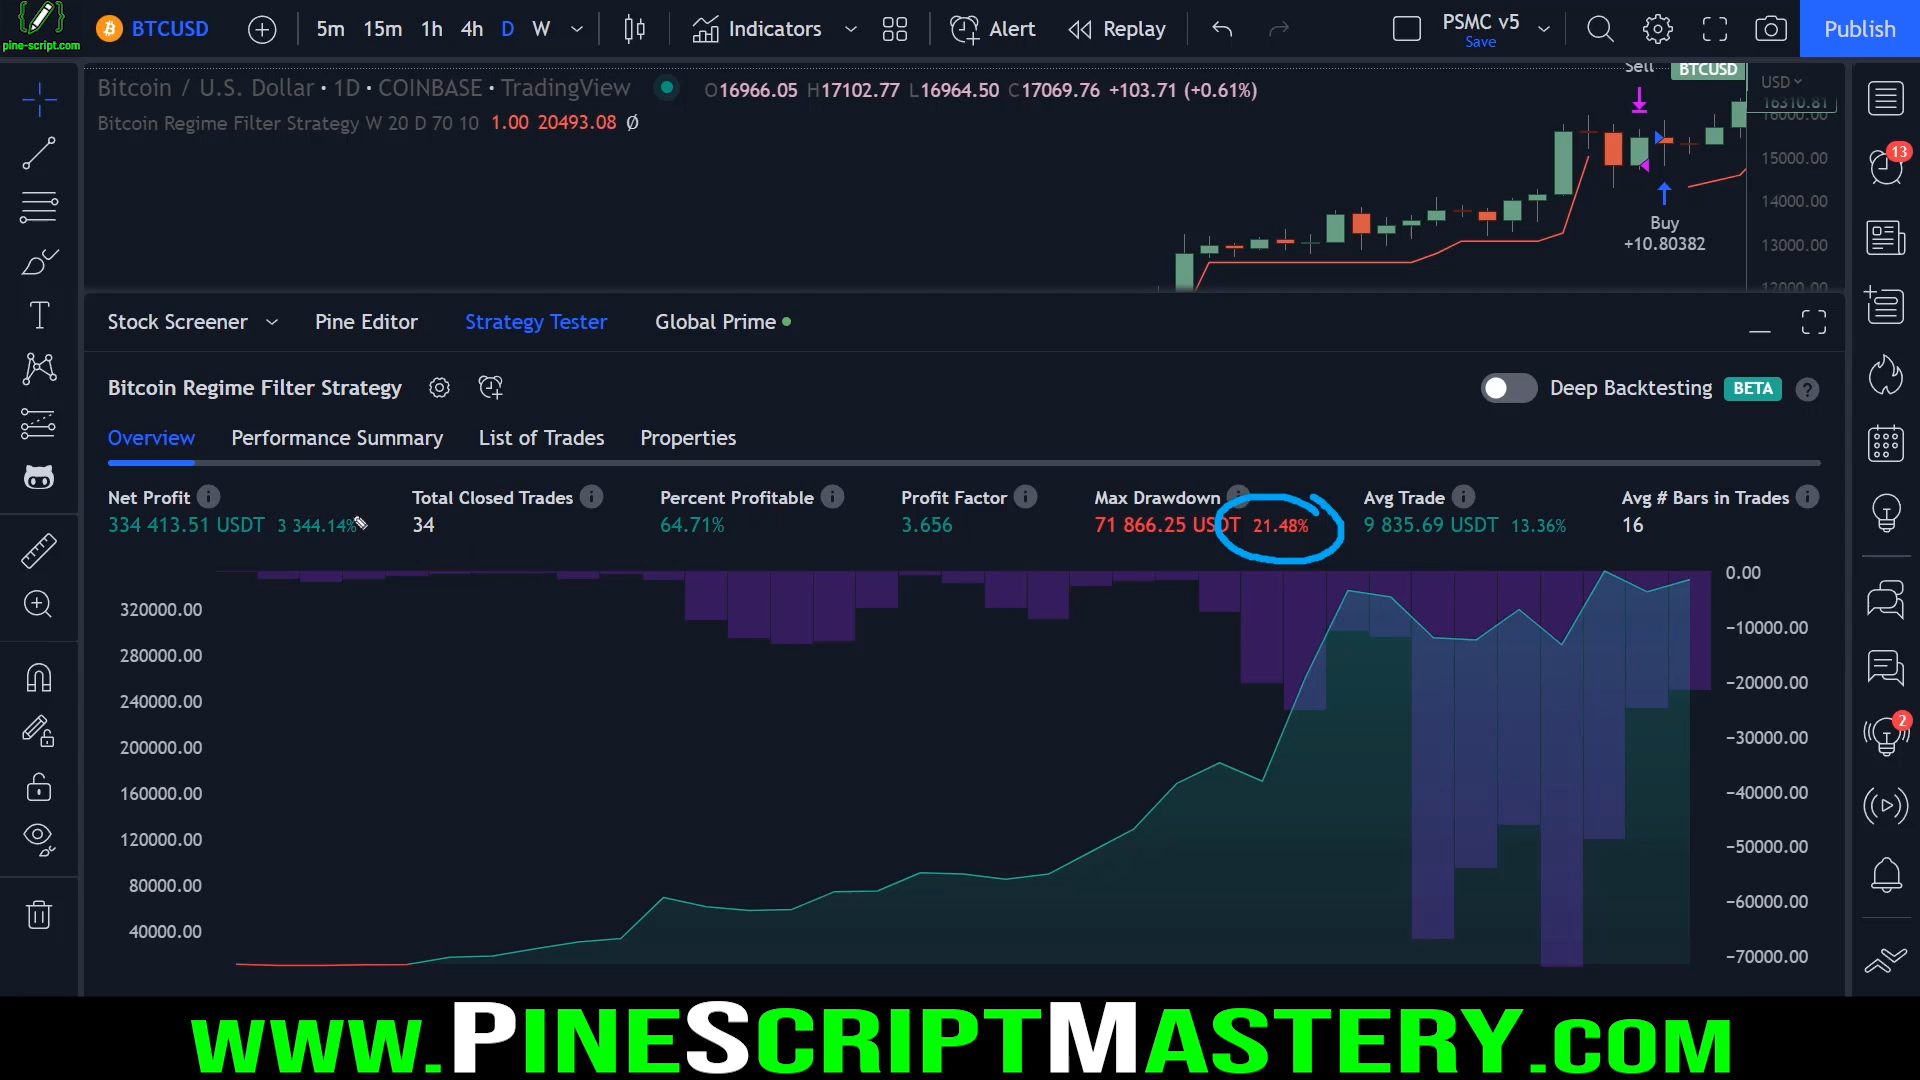 pine-script.com
BTCUSD 5m 15m 1h 4h D W Indicators Alert Replay PSMC v5 Publish
Save
Bitcoin / U.S. Dollar • 1D • COINBASE • TradingView O16966.05 H17102.77 L16964.50 C17069.76 +103.71 (+0.61%)
Bitcoin Regime Filter Strategy W 20 D 70 10 1.00 20493.08 Ø
Sell
BTCUSD
USD
16310.81
16000.00
15000.00
14000.00
13000.00
12000.00
Buy
+10.80382
13
2
Stock Screener Pine Editor Strategy Tester Global Prime
Bitcoin Regime Filter Strategy Deep Backtesting BETA ?
Overview Performance Summary List of Trades Properties
Net Profit Total Closed Trades Percent Profitable Profit Factor Max Drawdown Avg Trade Avg # Bars in Trades
334 413.51 USDT 3 344.14% 34 64.71% 3.656 71 866.25 USDT 21.48% 9 835.69 USDT 13.36% 16
320000.00
280000.00
240000.00
200000.00
160000.00
120000.00
80000.00
40000.00
0.00
−10000.00
−20000.00
−30000.00
−40000.00
−50000.00
−60000.00
−70000.00
www.PineScriptMastery.com